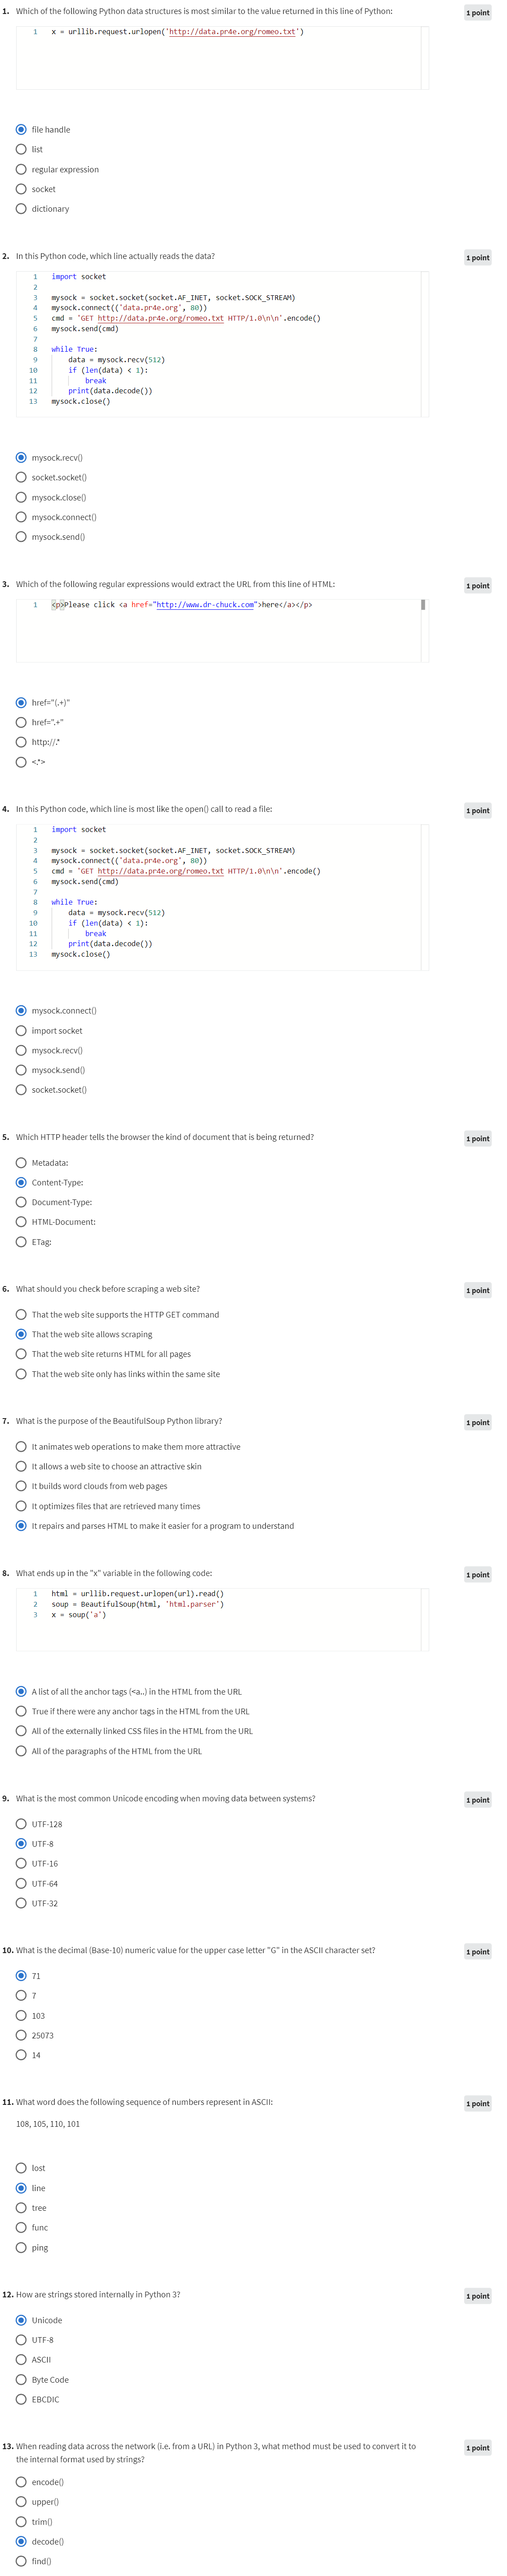 1. Which of the following Python data structures is most similar to the value returned in this line of Python:
1 point
1 x = urllib.request.urlopen('http://data.pr4e.org/romeo.txt')
file handle
list
regular expression
socket
dictionary
2. In this Python code, which line actually reads the data?
1 point
1 import socket
2
3 mysock = socket.socket(socket.AF_INET, socket.SOCK_STREAM)
4 mysock.connect(('data.pr4e.org', 80))
5 cmd = 'GET http://data.pr4e.org/romeo.txt HTTP/1.0\n\n'.encode()
6 mysock.send(cmd)
7
8 while True:
9 data = mysock.recv(512)
10 if (len(data) < 1):
11 break
12 print(data.decode())
13 mysock.close()
mysock.recv()
socket.socket()
mysock.close()
mysock.connect()
mysock.send()
3. Which of the following regular expressions would extract the URL from this line of HTML:
1 point
1 <p>Please click <a href="http://www.dr-chuck.com">here</a></p>
href="(.+)"
href=".+"
http://.*
<.*>
4. In this Python code, which line is most like the open() call to read a file:
1 point
1 import socket
2
3 mysock = socket.socket(socket.AF_INET, socket.SOCK_STREAM)
4 mysock.connect(('data.pr4e.org', 80))
5 cmd = 'GET http://data.pr4e.org/romeo.txt HTTP/1.0\n\n'.encode()
6 mysock.send(cmd)
7
8 while True:
9 data = mysock.recv(512)
10 if (len(data) < 1):
11 break
12 print(data.decode())
13 mysock.close()
mysock.connect()
import socket
mysock.recv()
mysock.send()
socket.socket()
5. Which HTTP header tells the browser the kind of document that is being returned?
1 point
Metadata:
Content-Type:
Document-Type:
HTML-Document:
ETag:
6. What should you check before scraping a web site?
1 point
That the web site supports the HTTP GET command
That the web site allows scraping
That the web site returns HTML for all pages
That the web site only has links within the same site
7. What is the purpose of the BeautifulSoup Python library?
1 point
It animates web operations to make them more attractive
It allows a web site to choose an attractive skin
It builds word clouds from web pages
It optimizes files that are retrieved many times
It repairs and parses HTML to make it easier for a program to understand
8. What ends up in the "x" variable in the following code:
1 point
1 html = urllib.request.urlopen(url).read()
2 soup = BeautifulSoup(html, 'html.parser')
3 x = soup('a')
A list of all the anchor tags (<a..) in the HTML from the URL
True if there were any anchor tags in the HTML from the URL
All of the externally linked CSS files in the HTML from the URL
All of the paragraphs of the HTML from the URL
9. What is the most common Unicode encoding when moving data between systems?
1 point
UTF-128
UTF-8
UTF-16
UTF-64
UTF-32
10. What is the decimal (Base-10) numeric value for the upper case letter "G" in the ASCII character set?
1 point
71
7
103
25073
14
11. What word does the following sequence of numbers represent in ASCII:
1 point
108, 105, 110, 101
lost
line
tree
func
ping
12. How are strings stored internally in Python 3?
1 point
Unicode
UTF-8
ASCII
Byte Code
EBCDIC
13. When reading data across the network (i.e. from a URL) in Python 3, what method must be used to convert it to
the internal format used by strings?
1 point
encode()
upper()
trim()
decode()
find()